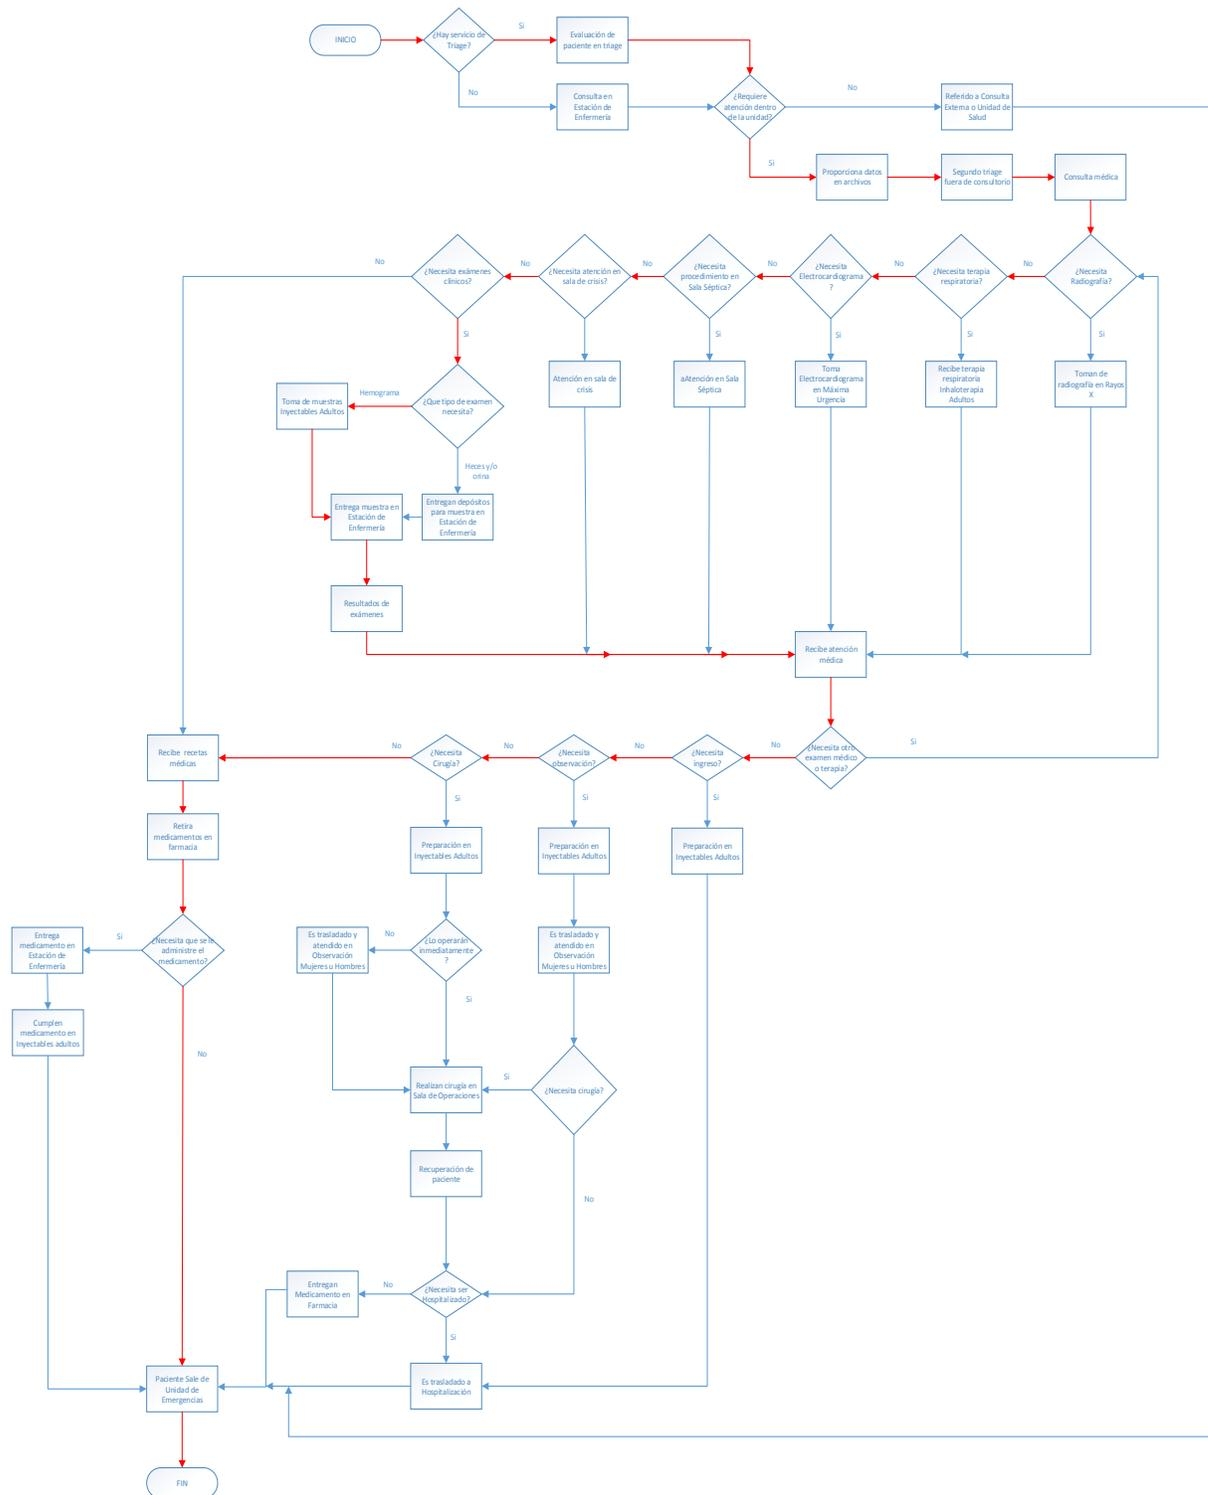 INICIO
¿Hay servicio de
Triage?
Si
Evaluación de
paciente en triage
No
Consulta en
Estación de
Enfermería
¿Requiere
atención dentro
de la unidad?
No
Referido a Consulta
Externa o Unidad de
Salud
Si
Proporciona datos
en archivos
Segundo triage
fuera de consultorio
Consulta médica
No
¿Necesita exámenes
clínicos?
No
¿Necesita atención en
sala de crisis?
No
¿Necesita
procedimiento en
Sala Séptica?
No
¿Necesita
Electrocardiograma
?
No
¿Necesita terapia
respiratoria?
No
¿Necesita
Radiografía?
Si
Si
Si
Si
Si
Atención en sala de
crisis
aAtención en Sala
Séptica
Toma
Electrocardiograma
en Máxima
Urgencia
Recibe terapia
respiratoria
Inhaloterapia
Adultos
Toman de
radiografía en Rayos
X
Toma de muestras
Inyectables Adultos
Hemograma
¿Que tipo de examen
necesita?
Heces y/o
orina
Entrega muestra en
Estación de
Enfermería
Entregan depósitos
para muestra en
Estación de
Enfermería
Resultados de
exámenes
Recibe atención
médica
Recibe recetas
médicas
No
¿Necesita
Cirugía?
No
¿Necesita
observación?
No
¿Necesita
ingreso?
No
¿Necesita otro
examen médico
o terapia?
Si
Si
Si
Si
Retira
medicamentos en
farmacia
Preparación en
Inyectables Adultos
Preparación en
Inyectables Adultos
Preparación en
Inyectables Adultos
Entrega
medicamento en
Estación de
Enfermería
Si
¿Necesita que se le
administre el
medicamento?
Es trasladado y
atendido en
Observación
Mujeres u Hombres
No
¿Lo operarán
inmediatamente
?
Es trasladado y
atendido en
Observación
Mujeres u Hombres
Si
Cumplen
medicamento en
Inyectables adultos
No
Realizan cirugía en
Sala de Operaciones
Si
¿Necesita cirugía?
Recuperación de
paciente
No
Entregan
Medicamento en
Farmacia
No
¿Necesita ser
Hospitalizado?
Si
Paciente Sale de
Unidad de
Emergencias
Es trasladado a
Hospitalización
FIN